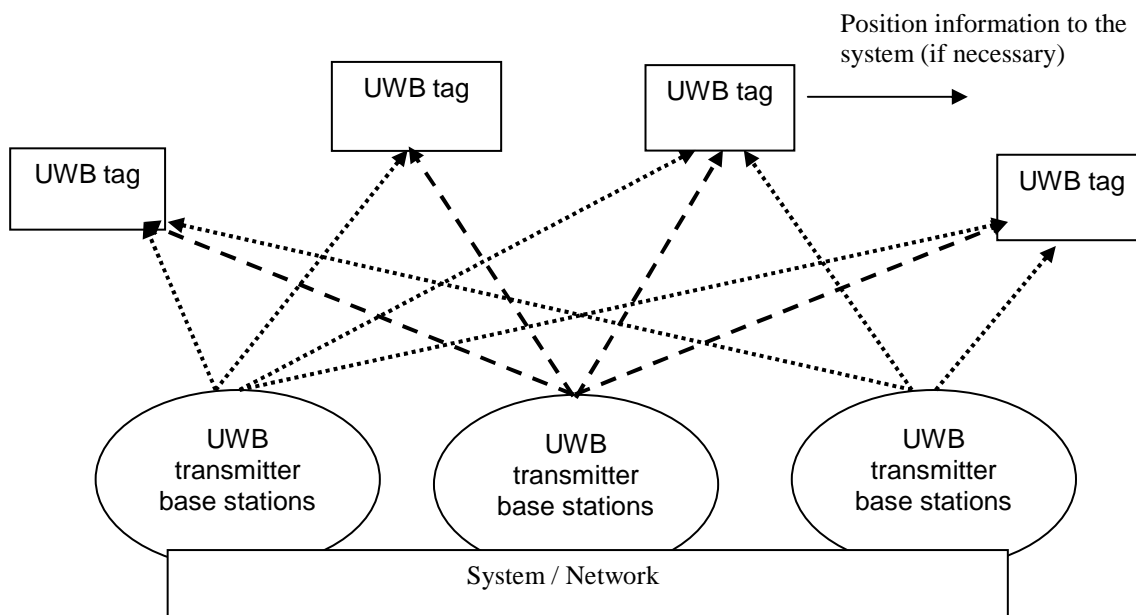 Position information to the
system (if necessary)
UWB tag
UWB tag
UWB tag
UWB tag
UWB
transmitter
base stations
UWB
transmitter
base stations
UWB
transmitter
base stations
System / Network